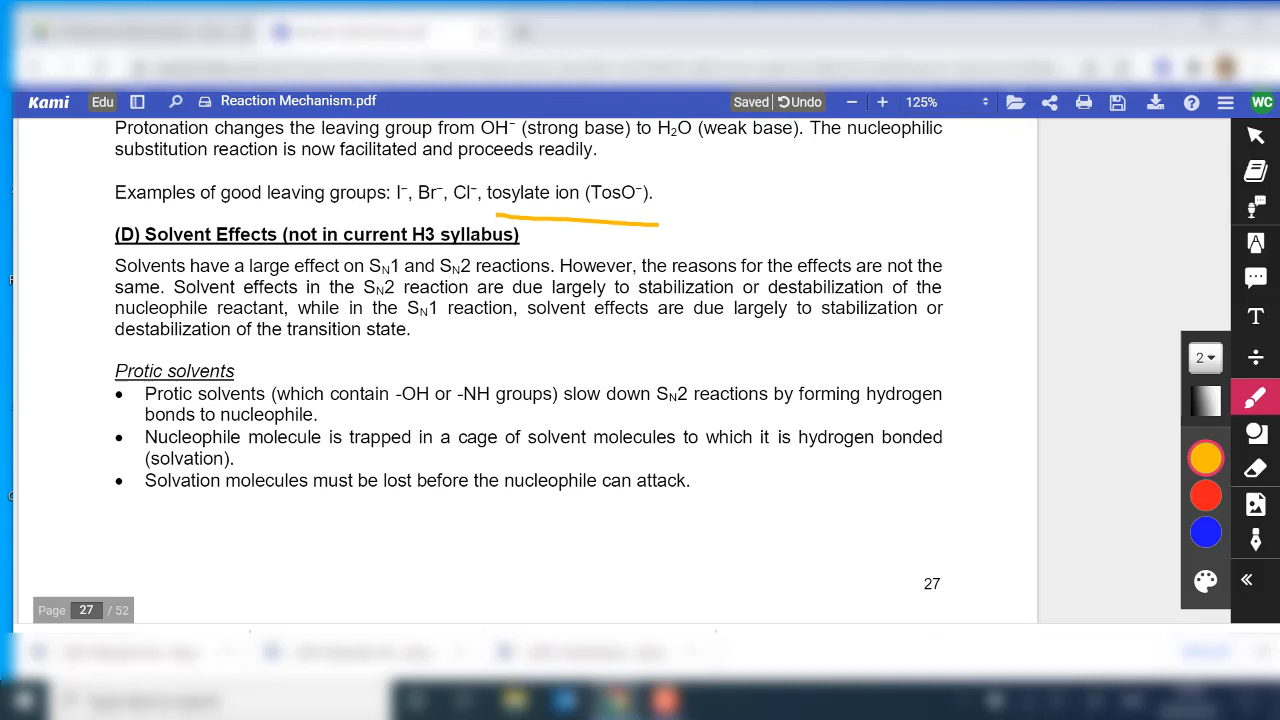 Kami Edu Reaction Mechanism.pdf Saved Undo 125% WC
Protonation changes the leaving group from OH⁻ (strong base) to H₂O (weak base). The nucleophilic
substitution reaction is now facilitated and proceeds readily.
Examples of good leaving groups: I⁻, Br⁻, Cl⁻, tosylate ion (TosO⁻).
(D) Solvent Effects (not in current H3 syllabus)
Solvents have a large effect on SN1 and SN2 reactions. However, the reasons for the effects are not the
same. Solvent effects in the SN2 reaction are due largely to stabilization or destabilization of the
nucleophile reactant, while in the SN1 reaction, solvent effects are due largely to stabilization or
destabilization of the transition state.
Protic solvents
• Protic solvents (which contain -OH or -NH groups) slow down SN2 reactions by forming hydrogen
bonds to nucleophile.
• Nucleophile molecule is trapped in a cage of solvent molecules to which it is hydrogen bonded
(solvation).
• Solvation molecules must be lost before the nucleophile can attack.
2
27
Page 27 / 52